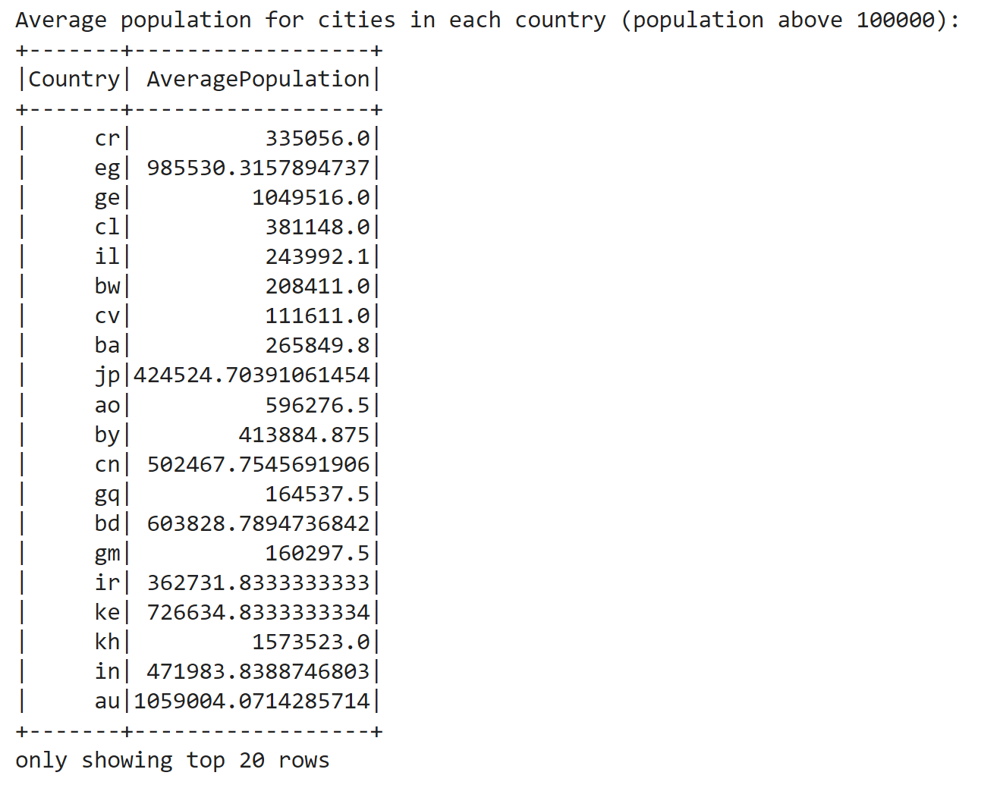 Average population for cities in each country (population above 100000):
+-------+------------------+
|Country| AveragePopulation|
+-------+------------------+
|     cr|          335056.0|
|     eg| 985530.3157894737|
|     ge|         1049516.0|
|     cl|          381148.0|
|     il|          243992.1|
|     bw|          208411.0|
|     cv|          111611.0|
|     ba|          265849.8|
|     jp|424524.70391061454|
|     ao|          596276.5|
|     by|        413884.875|
|     cn| 502467.7545691906|
|     gq|          164537.5|
|     bd| 603828.7894736842|
|     gm|          160297.5|
|     ir| 362731.8333333333|
|     ke| 726634.8333333334|
|     kh|         1573523.0|
|     in| 471983.8388746803|
|     au|1059004.0714285714|
+-------+------------------+
only showing top 20 rows